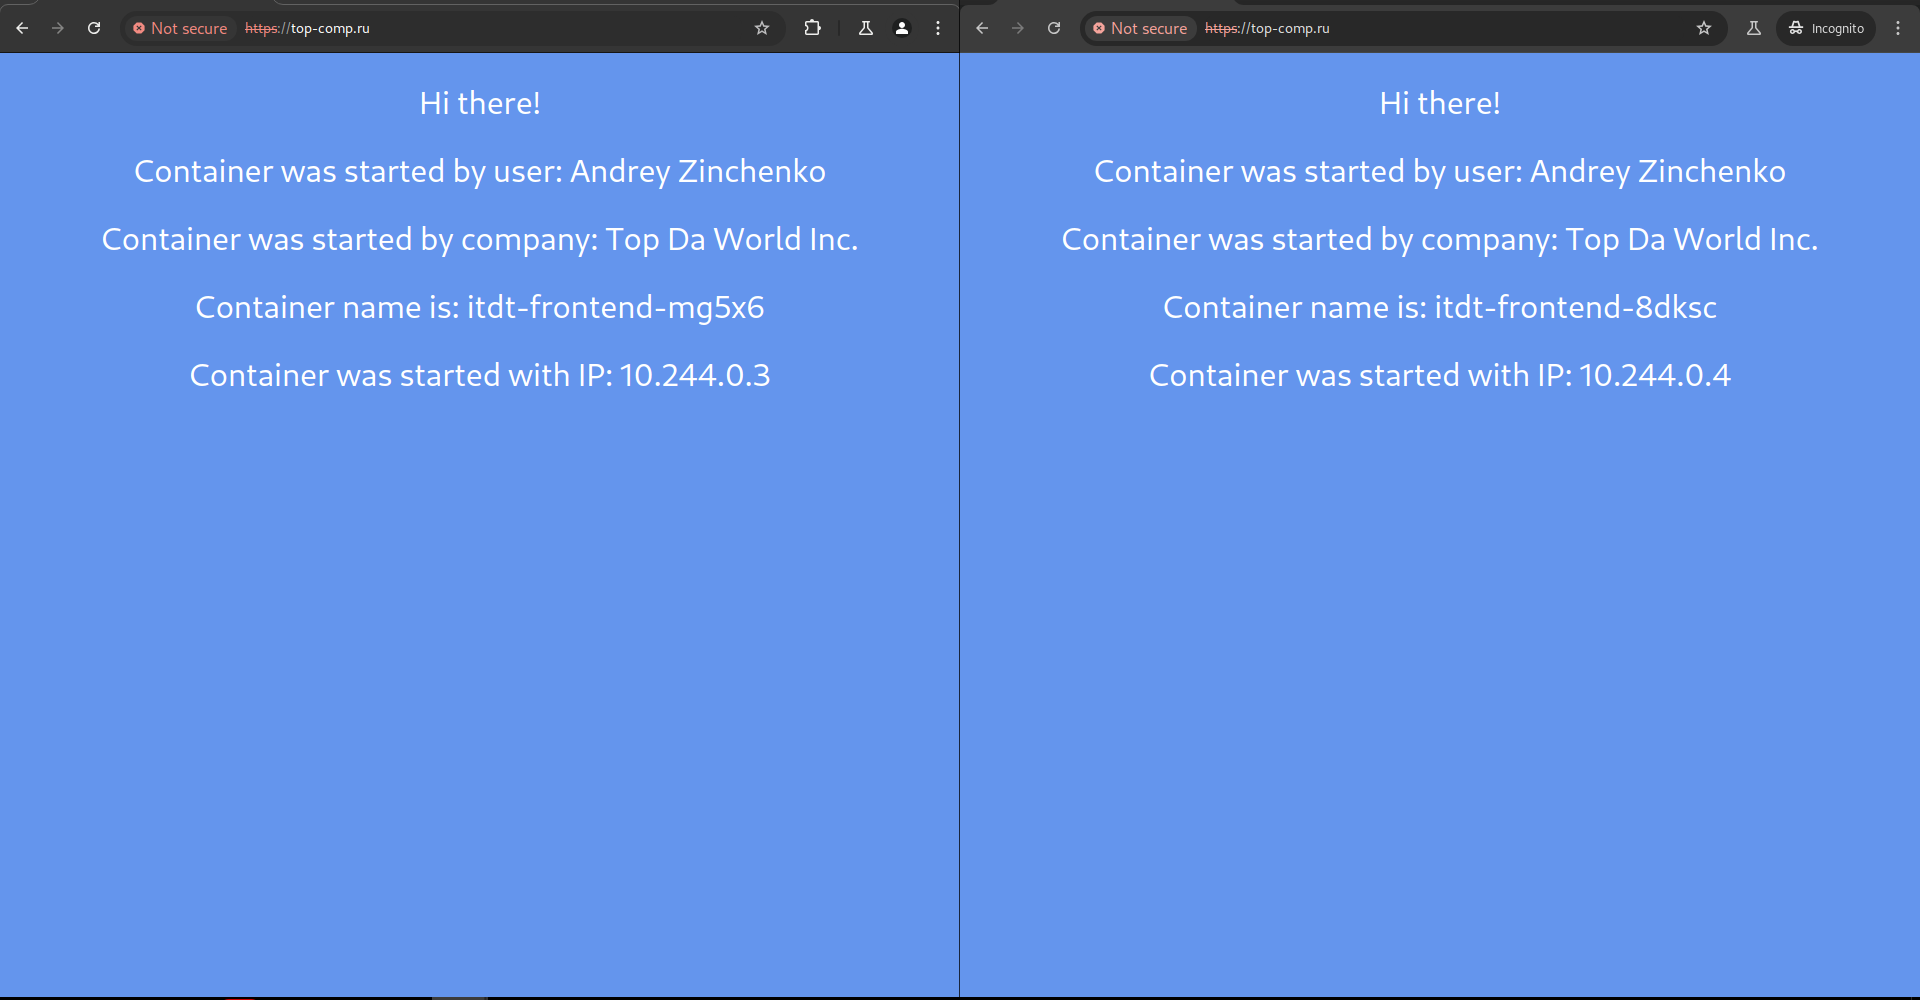 Not secure https://top-comp.ru
Hi there!
Container was started by user: Andrey Zinchenko
Container was started by company: Top Da World Inc.
Container name is: itdt-frontend-mg5x6
Container was started with IP: 10.244.0.3
Not secure https://top-comp.ru Incognito
Hi there!
Container was started by user: Andrey Zinchenko
Container was started by company: Top Da World Inc.
Container name is: itdt-frontend-8dksc
Container was started with IP: 10.244.0.4